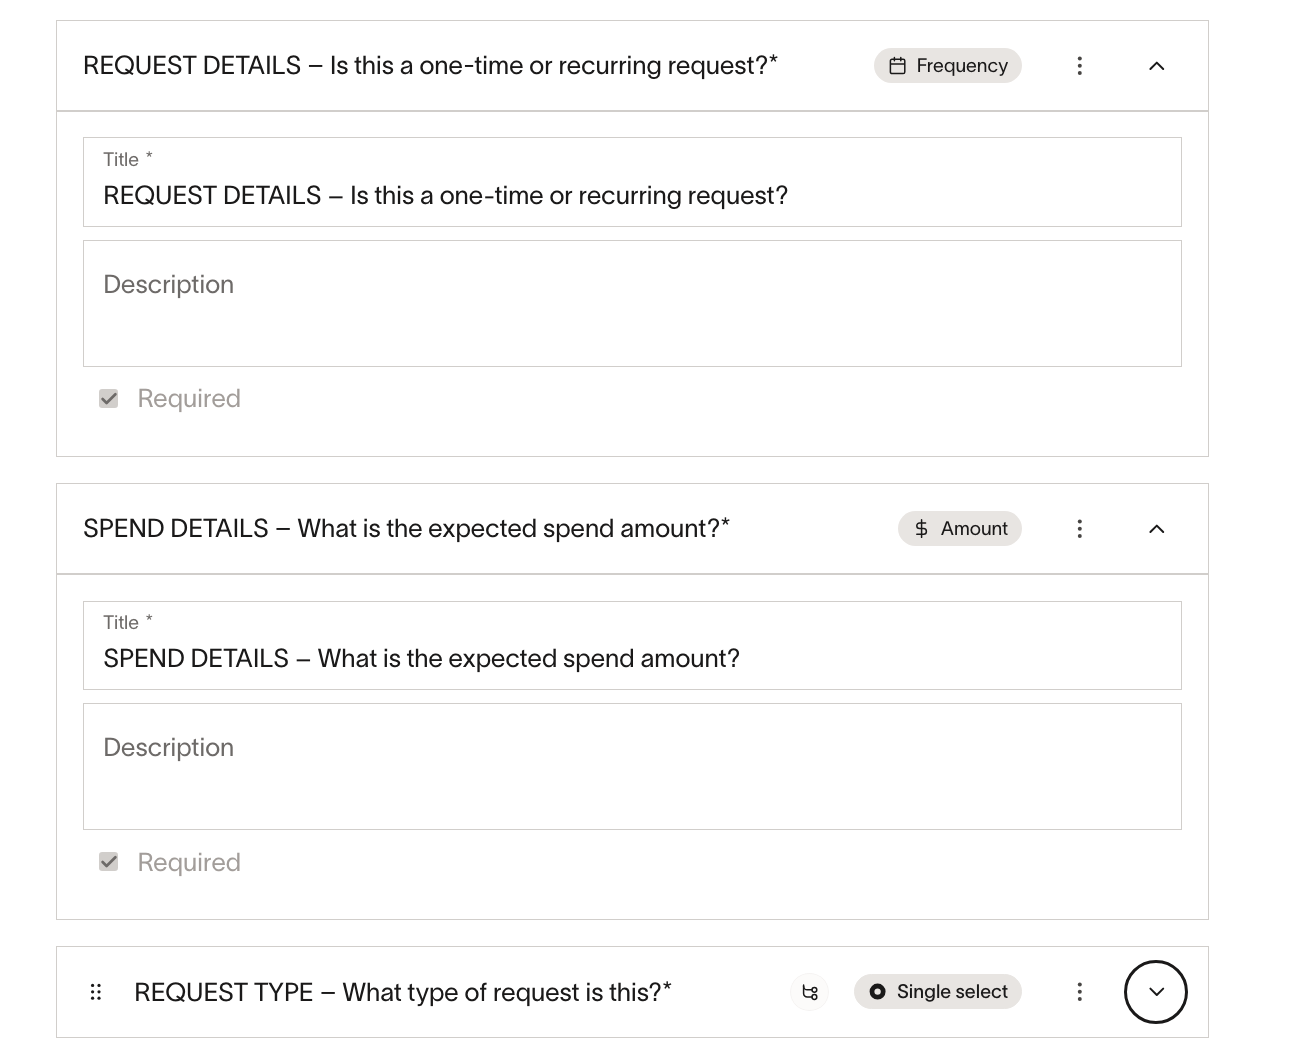 REQUEST DETAILS – Is this a one-time or recurring request?*
Frequency
Title *
REQUEST DETAILS – Is this a one-time or recurring request?
Description
Required
SPEND DETAILS – What is the expected spend amount?*
$ Amount
Title *
SPEND DETAILS – What is the expected spend amount?
Description
Required
REQUEST TYPE – What type of request is this?*
Single select